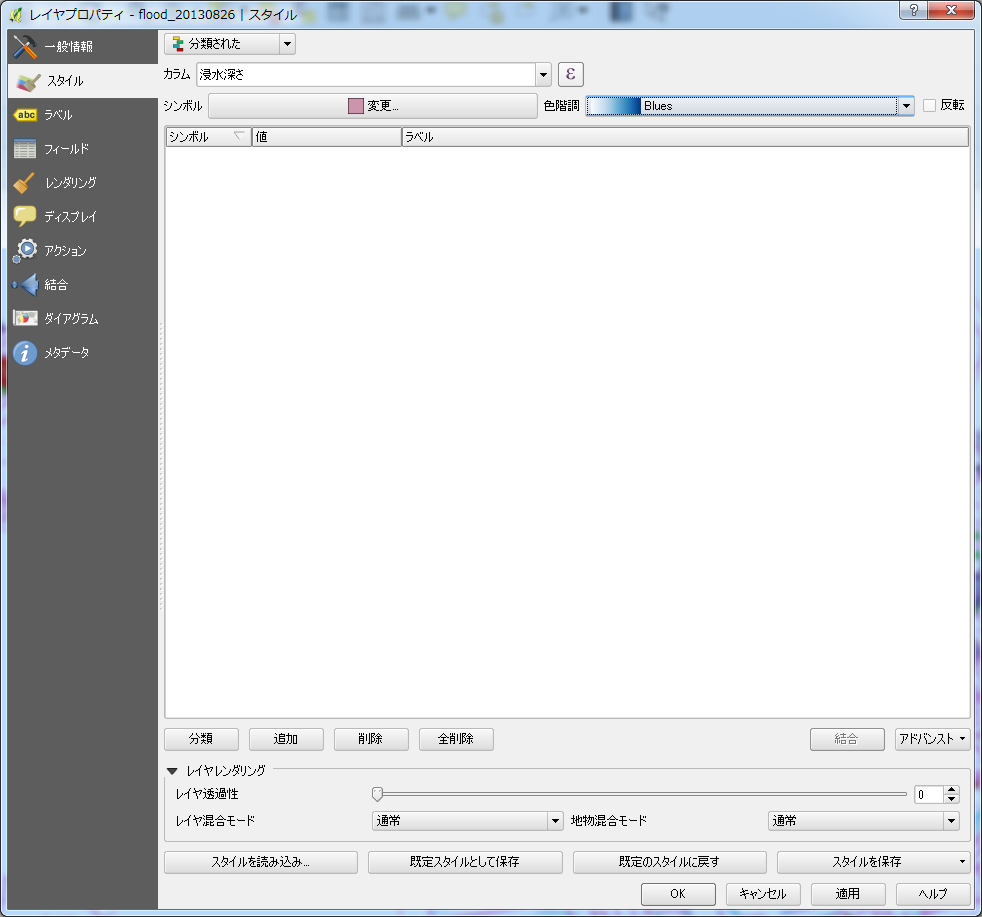 レイヤプロパティ - flood_20130826 | スタイル
一般情報
スタイル
abc ラベル
フィールド
レンダリング
ディスプレイ
アクション
結合
ダイアグラム
メタデータ
分類された
カラム 浸水深さ ε
シンボル 変更... 色階調 Blues 反転
シンボル 値 ラベル
分類 追加 削除 全削除 結合 アドバンスト
レイヤレンダリング
レイヤ透過性 0
レイヤ混合モード 通常 地物混合モード 通常
スタイルを読み込み... 既定スタイルとして保存 既定のスタイルに戻す スタイルを保存
OK キャンセル 適用 ヘルプ